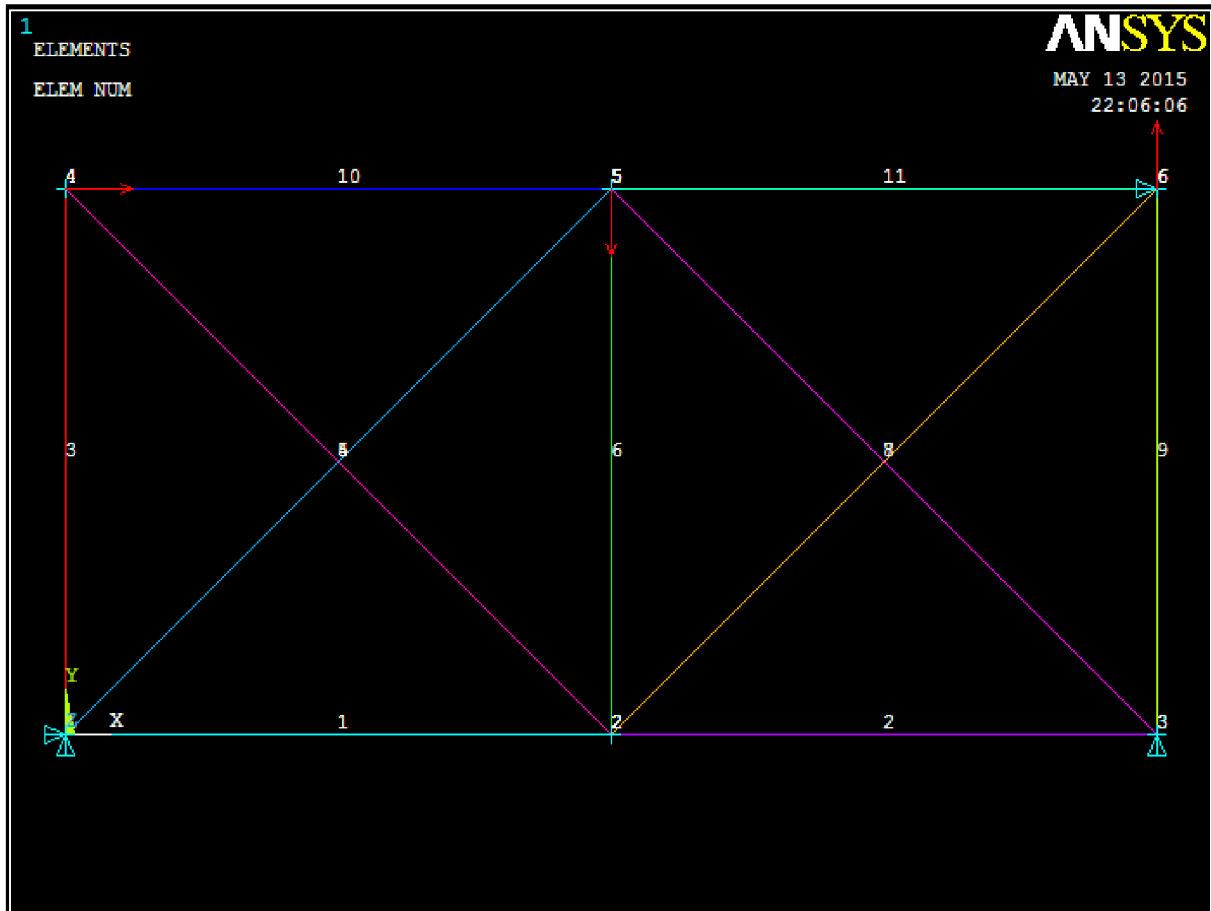 1
ELEMENTS
ANSYS
ELEM NUM
MAY 13 2015
22:06:06
4 10 5 11 6
3 6 9
Y
X 1 2 2 3